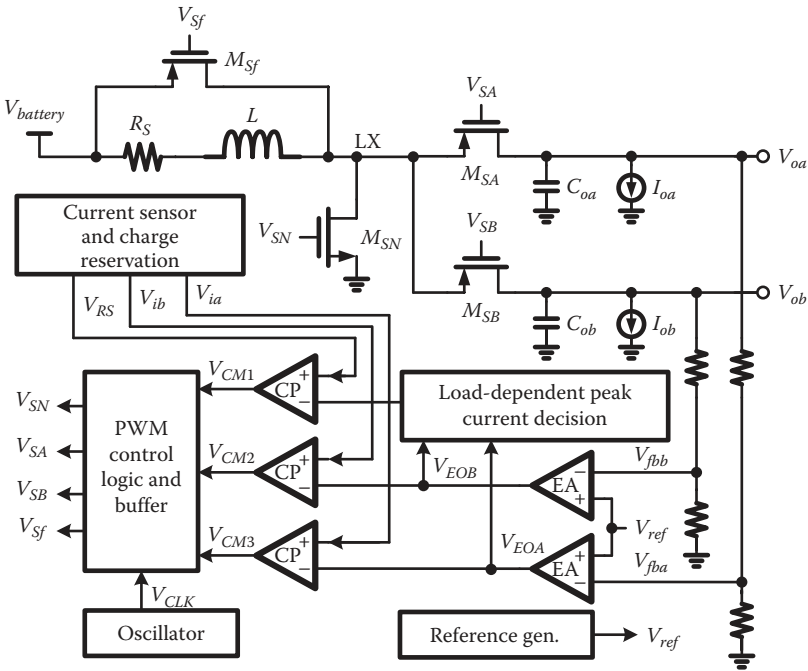 V_Sf
M_Sf
V_battery
R_S
L
LX
V_SA
M_SA
C_oa
I_oa
V_oa
Current sensor
and charge
reservation
V_SN
M_SN
V_SB
M_SB
C_ob
I_ob
V_ob
V_RS
V_ib
V_ia
V_CM1
CP
+
−
Load-dependent peak
current decision
V_SN
V_SA
V_SB
V_Sf
PWM
control
logic and
buffer
V_CM2
CP
+
−
V_EOB
EA
−
+
V_fbb
V_ref
V_CM3
CP
+
−
V_EOA
EA
+
−
V_fba
V_CLK
Oscillator
Reference gen.
V_ref